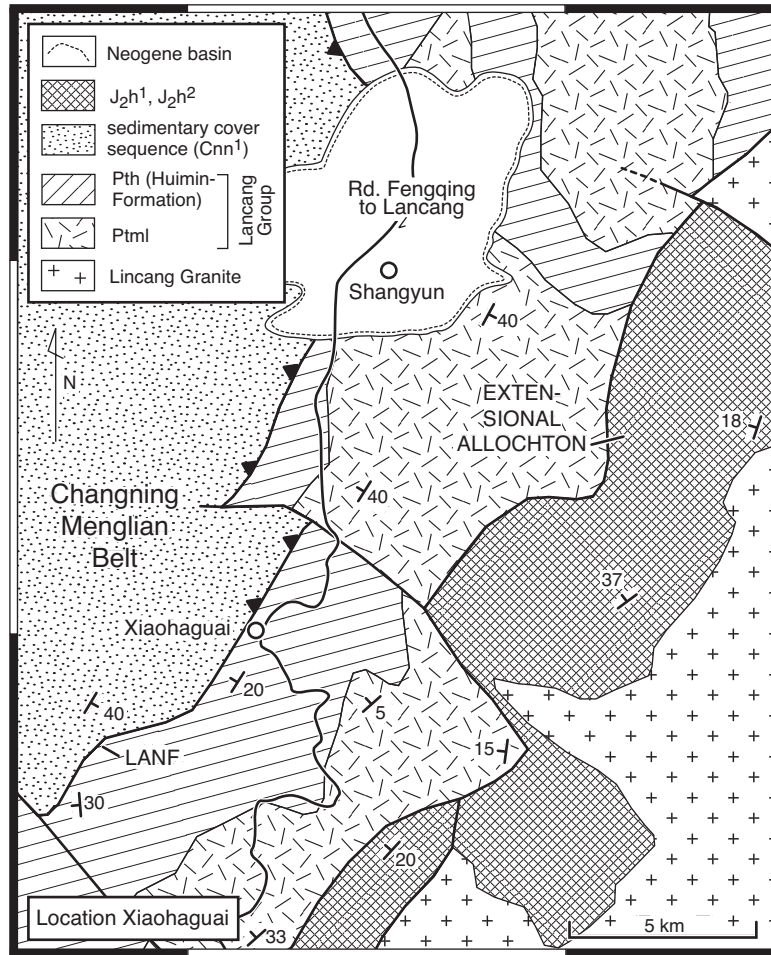 Neogene basin
J₂h¹, J₂h²
sedimentary cover
sequence (Cnn¹)
Pth (Huimin-
Formation)
Ptml
Lancang
Group
Lincang Granite
Rd. Fengqing
to Lancang
Shangyun
N
40
EXTEN-
SIONAL
ALLOCHTON
18
40
Changning
Menglian
Belt
37
Xiaohaguai
20
40
5
LANF
15
30
20
Location Xiaohaguai
33
5 km